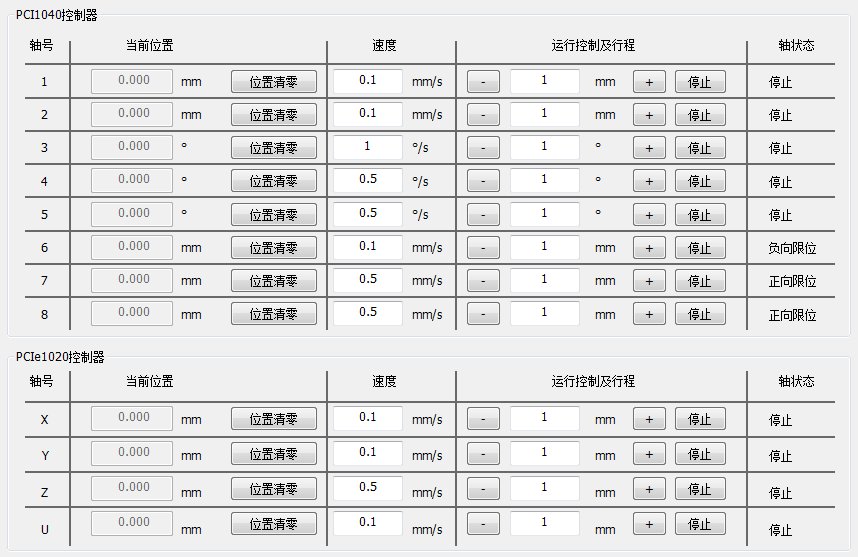 PCI1040控制器
轴号 当前位置 速度 运行控制及行程 轴状态
1 0.000 mm 位置清零 0.1 mm/s - 1 mm + 停止 停止
2 0.000 mm 位置清零 0.1 mm/s - 1 mm + 停止 停止
3 0.000 ° 位置清零 1 °/s - 1 ° + 停止 停止
4 0.000 ° 位置清零 0.5 °/s - 1 ° + 停止 停止
5 0.000 ° 位置清零 0.5 °/s - 1 ° + 停止 停止
6 0.000 mm 位置清零 0.1 mm/s - 1 mm + 停止 负向限位
7 0.000 mm 位置清零 0.5 mm/s - 1 mm + 停止 正向限位
8 0.000 mm 位置清零 0.5 mm/s - 1 mm + 停止 正向限位
PCIe1020控制器
轴号 当前位置 速度 运行控制及行程 轴状态
X 0.000 mm 位置清零 0.1 mm/s - 1 mm + 停止 停止
Y 0.000 mm 位置清零 0.1 mm/s - 1 mm + 停止 停止
Z 0.000 mm 位置清零 0.5 mm/s - 1 mm + 停止 停止
U 0.000 mm 位置清零 0.1 mm/s - 1 mm + 停止 停止